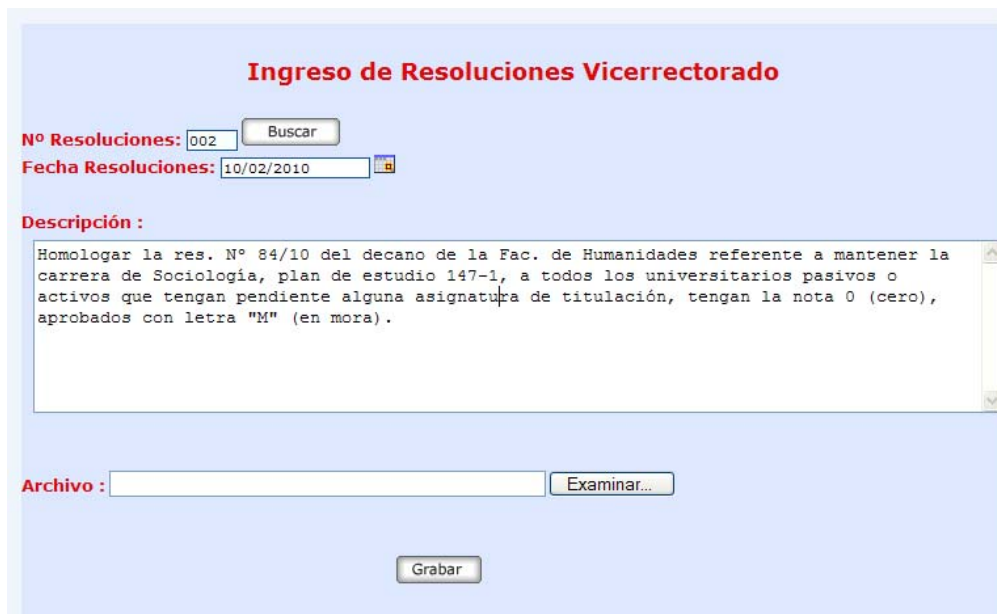 Ingreso de Resoluciones Vicerrectorado
Nº Resoluciones: 002 Buscar
Fecha Resoluciones: 10/02/2010
Descripción :
Homologar la res. Nº 84/10 del decano de la Fac. de Humanidades referente a mantener la
carrera de Sociología, plan de estudio 147-1, a todos los universitarios pasivos o
activos que tengan pendiente alguna asignatura de titulación, tengan la nota 0 (cero),
aprobados con letra "M" (en mora).
Archivo : Examinar...
Grabar